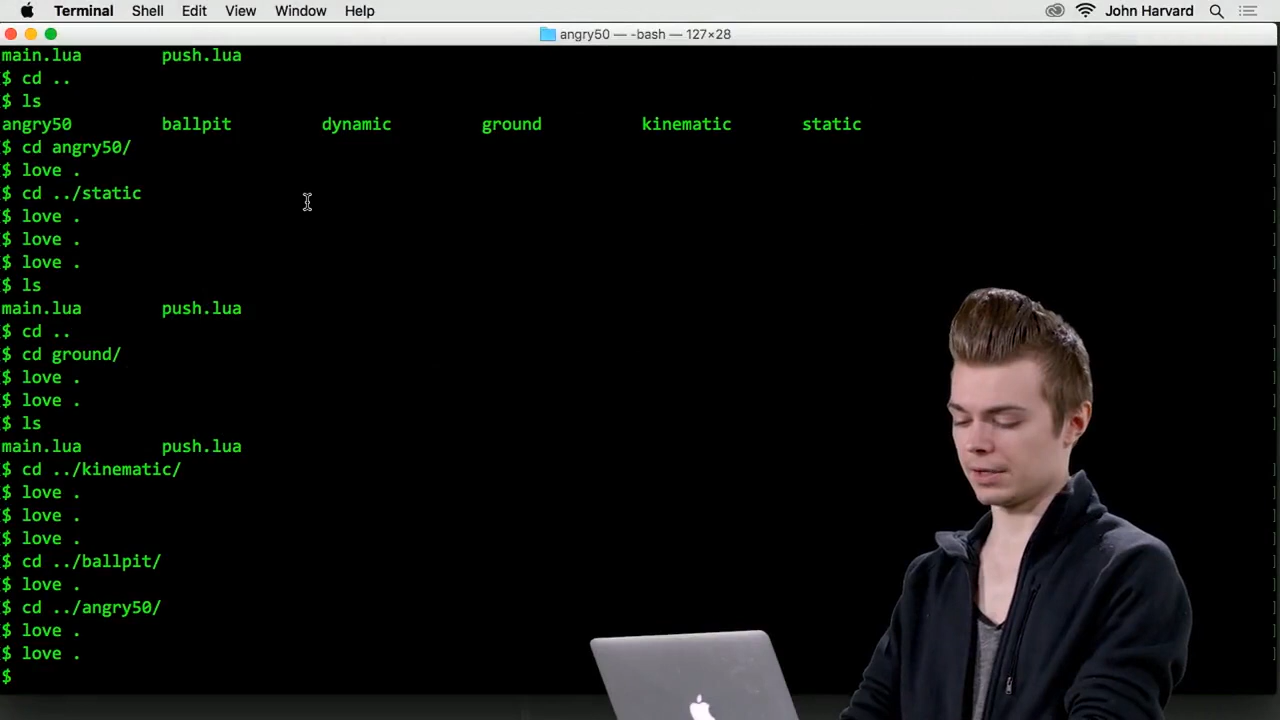 Terminal Shell Edit View Window Help John Harvard
angry50 — -bash — 127×28
main.lua push.lua
$ cd ..
$ ls
angry50 ballpit dynamic ground kinematic static
$ cd angry50/
$ love .
$ cd ../static
$ love .
$ love .
$ love .
$ ls
main.lua push.lua
$ cd ..
$ cd ground/
$ love .
$ love .
$ ls
main.lua push.lua
$ cd ../kinematic/
$ love .
$ love .
$ love .
$ cd ../ballpit/
$ love .
$ cd ../angry50/
$ love .
$ love .
$